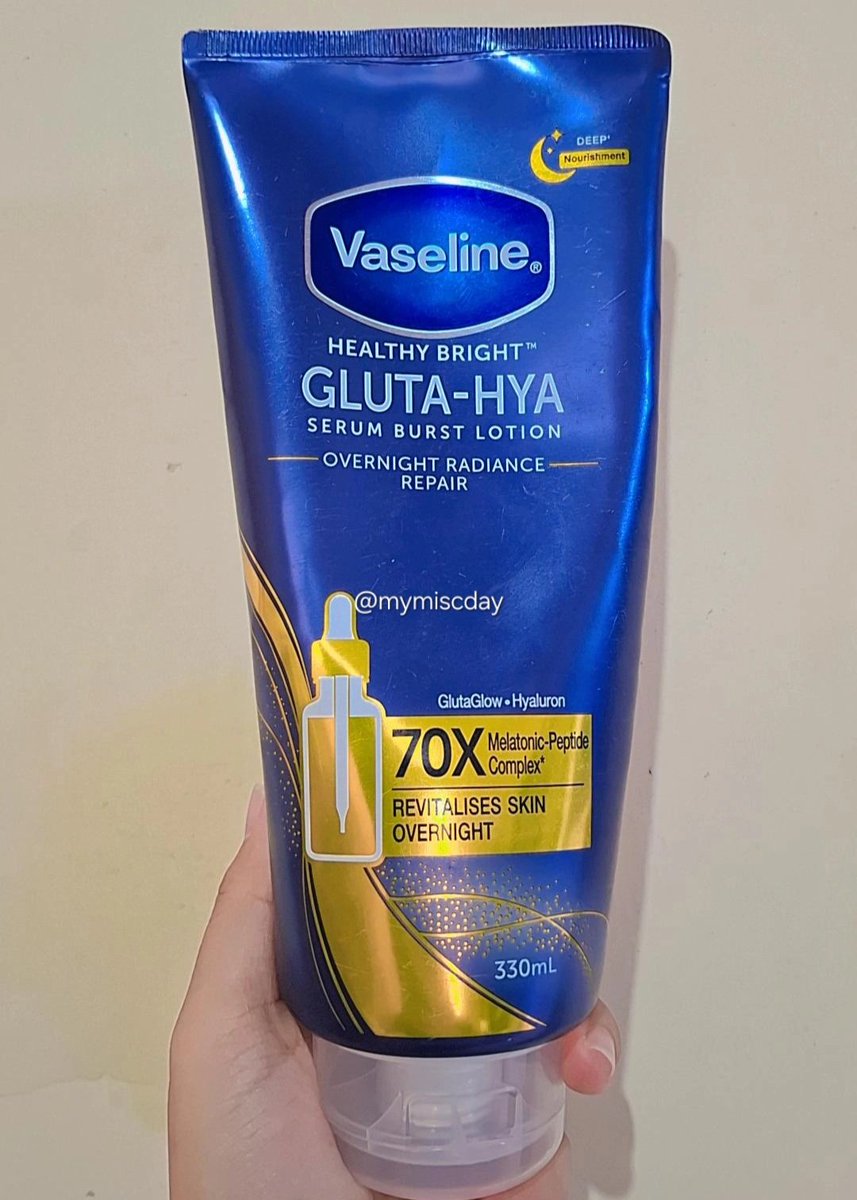 DEEP¹
Nourishment
Vaseline®
HEALTHY BRIGHT™
GLUTA-HYA
SERUM BURST LOTION
OVERNIGHT RADIANCE
REPAIR
@mymiscday
GlutaGlow • Hyaluron
70X Melatonic-Peptide
Complex*
REVITALISES SKIN
OVERNIGHT
330mL